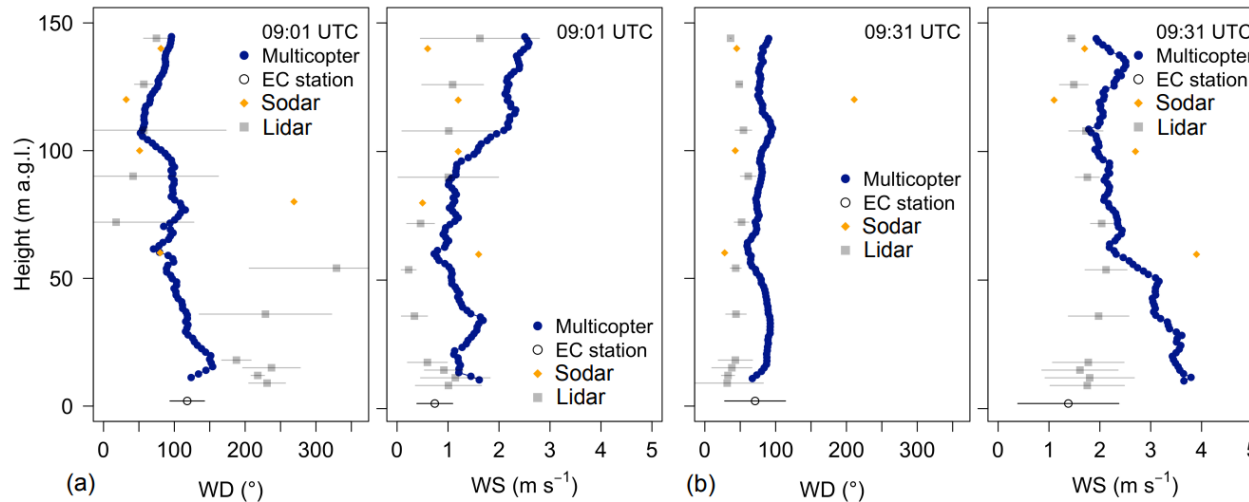 150
100
50
0
Height (m a.g.l.)
09:01 UTC
Multicopter
EC station
Sodar
Lidar
0 100 200 300
(a)
WD (°)
09:01 UTC
Multicopter
EC station
Sodar
Lidar
0 1 2 3 4 5
WS (m s⁻¹)
09:31 UTC
Multicopter
EC station
Sodar
Lidar
0 100 200 300
(b)
WD (°)
09:31 UTC
Multicopter
EC station
Sodar
Lidar
0 1 2 3 4 5
WS (m s⁻¹)